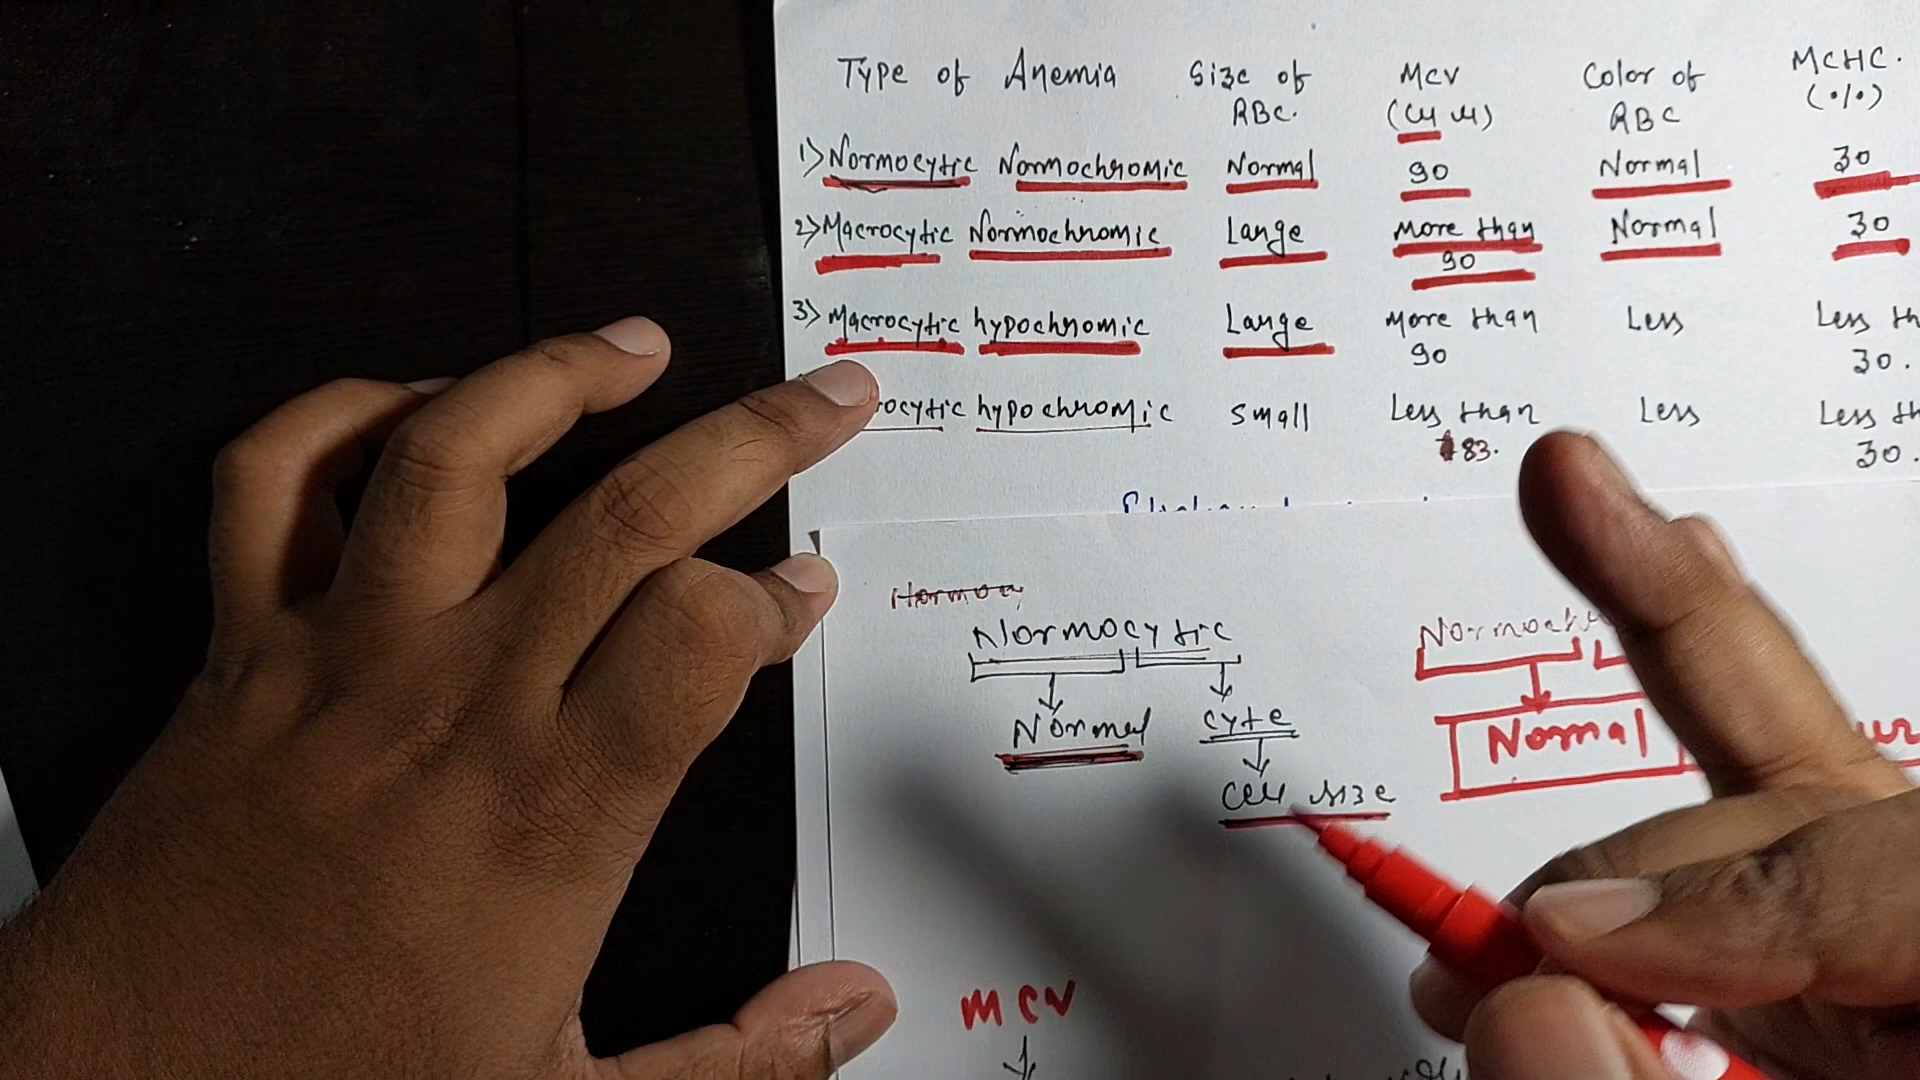 Type of Anemia Size of RBC. MCV (Cu μ) Color of RBC MCHC. (%)
1) Normocytic Normochromic Normal 90 Normal 30
2) Macrocytic Normochromic Large More than 90 Normal 30
3) Macrocytic hypochromic Large More than 90 Less Less th 30.
rocytic hypochromic Small Less than 83. Less Less th 30.
Normocytic
Normal cyte Normal
Cell size
MCV